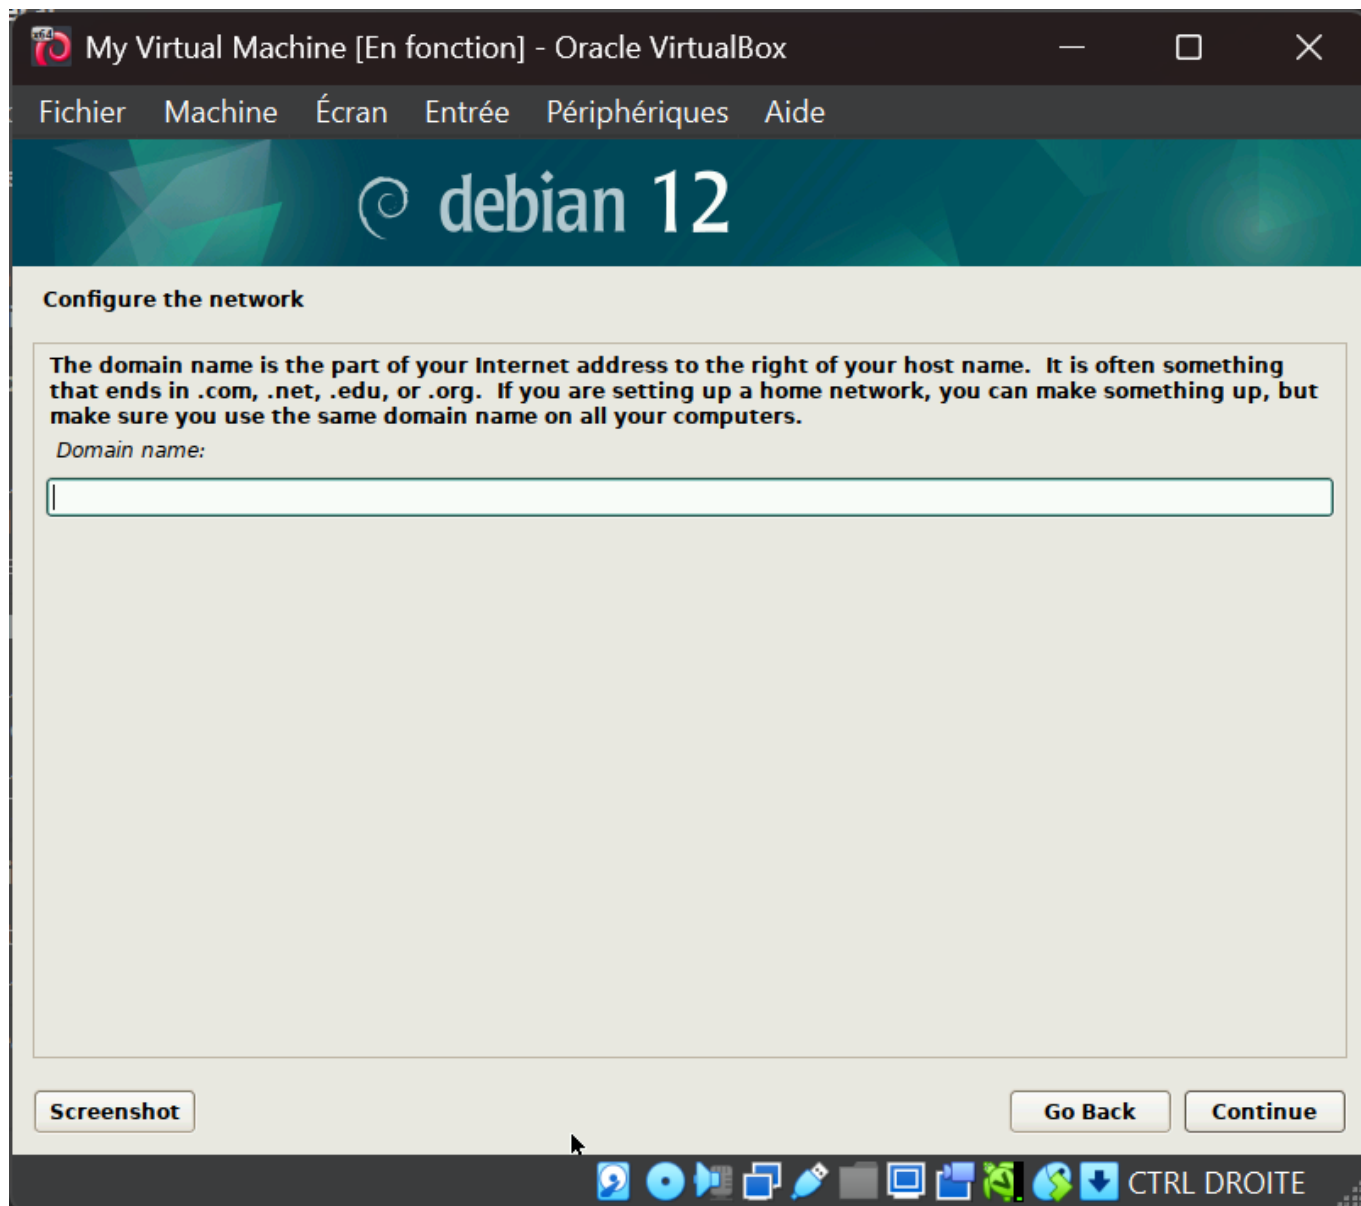 My Virtual Machine [En fonction] - Oracle VirtualBox
Fichier Machine Écran Entrée Périphériques Aide
debian 12
Configure the network
The domain name is the part of your Internet address to the right of your host name. It is often something
that ends in .com, .net, .edu, or .org. If you are setting up a home network, you can make something up, but
make sure you use the same domain name on all your computers.
Domain name:
Screenshot Go Back Continue
CTRL DROITE